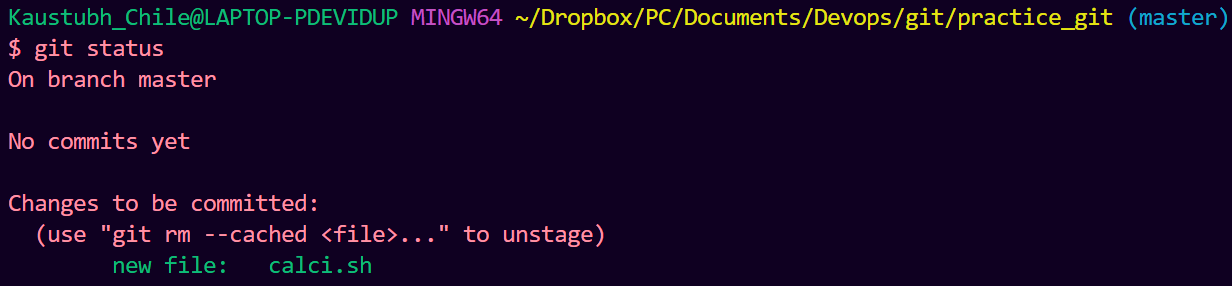 Kaustubh_Chile@LAPTOP-PDEVIDUP MINGW64 ~/Dropbox/PC/Documents/Devops/git/practice_git (master)
$ git status
On branch master
No commits yet
Changes to be committed:
(use "git rm --cached <file>..." to unstage)
new file: calci.sh